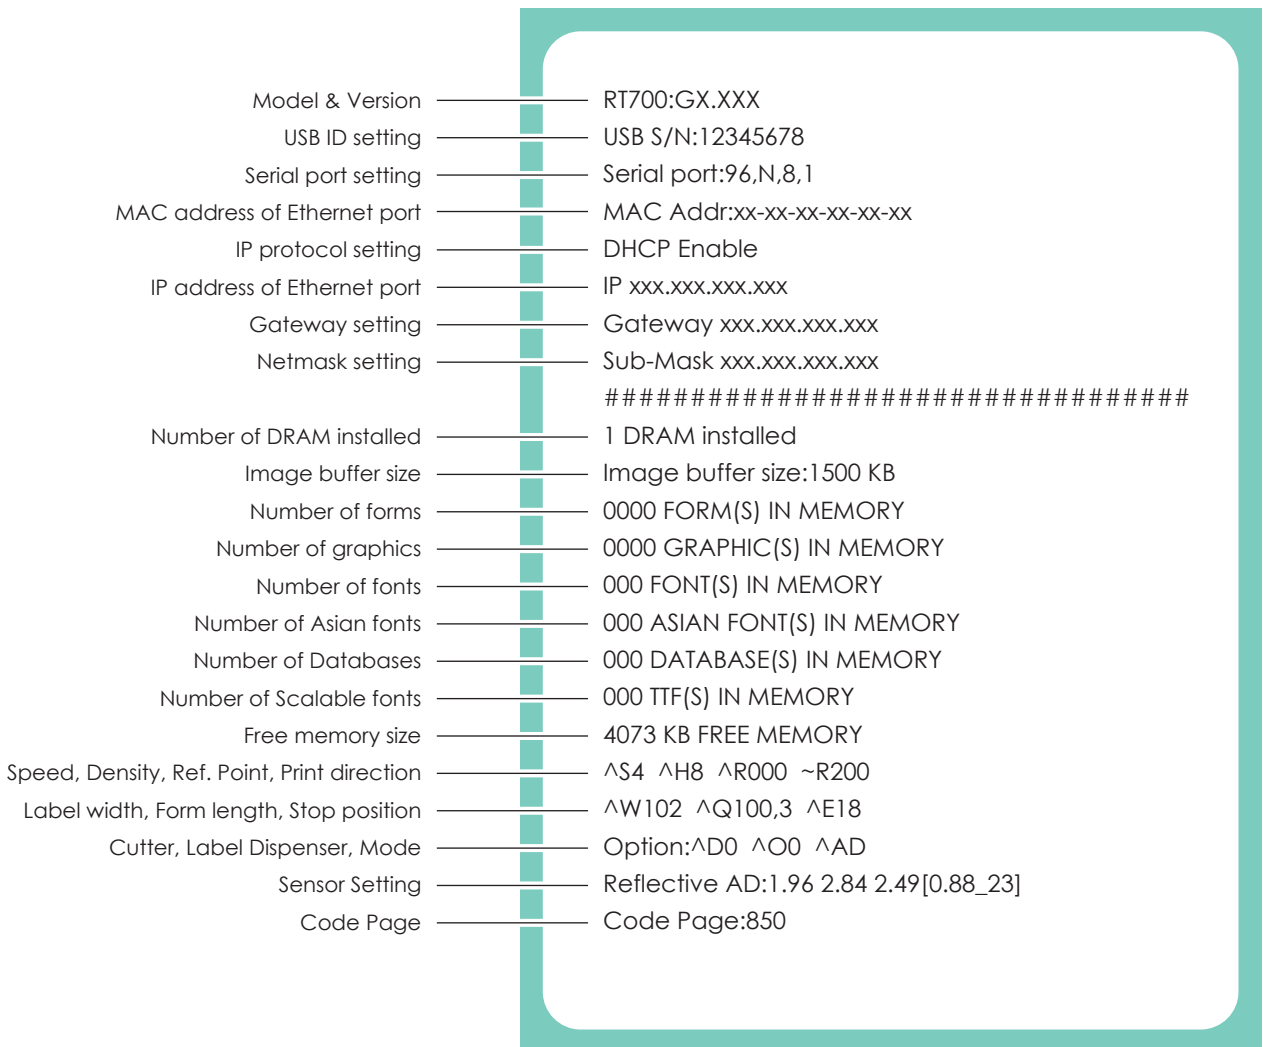 Model & Version RT700:GX.XXX
USB ID setting USB S/N:12345678
Serial port setting Serial port:96,N,8,1
MAC address of Ethernet port MAC Addr:xx-xx-xx-xx-xx-xx
IP protocol setting DHCP Enable
IP address of Ethernet port IP xxx.xxx.xxx.xxx
Gateway setting Gateway xxx.xxx.xxx.xxx
Netmask setting Sub-Mask xxx.xxx.xxx.xxx
##################################
Number of DRAM installed 1 DRAM installed
Image buffer size Image buffer size:1500 KB
Number of forms 0000 FORM(S) IN MEMORY
Number of graphics 0000 GRAPHIC(S) IN MEMORY
Number of fonts 000 FONT(S) IN MEMORY
Number of Asian fonts 000 ASIAN FONT(S) IN MEMORY
Number of Databases 000 DATABASE(S) IN MEMORY
Number of Scalable fonts 000 TTF(S) IN MEMORY
Free memory size 4073 KB FREE MEMORY
Speed, Density, Ref. Point, Print direction ^S4 ^H8 ^R000 ~R200
Label width, Form length, Stop position ^W102 ^Q100,3 ^E18
Cutter, Label Dispenser, Mode Option:^D0 ^O0 ^AD
Sensor Setting Reflective AD:1.96 2.84 2.49[0.88_23]
Code Page Code Page:850